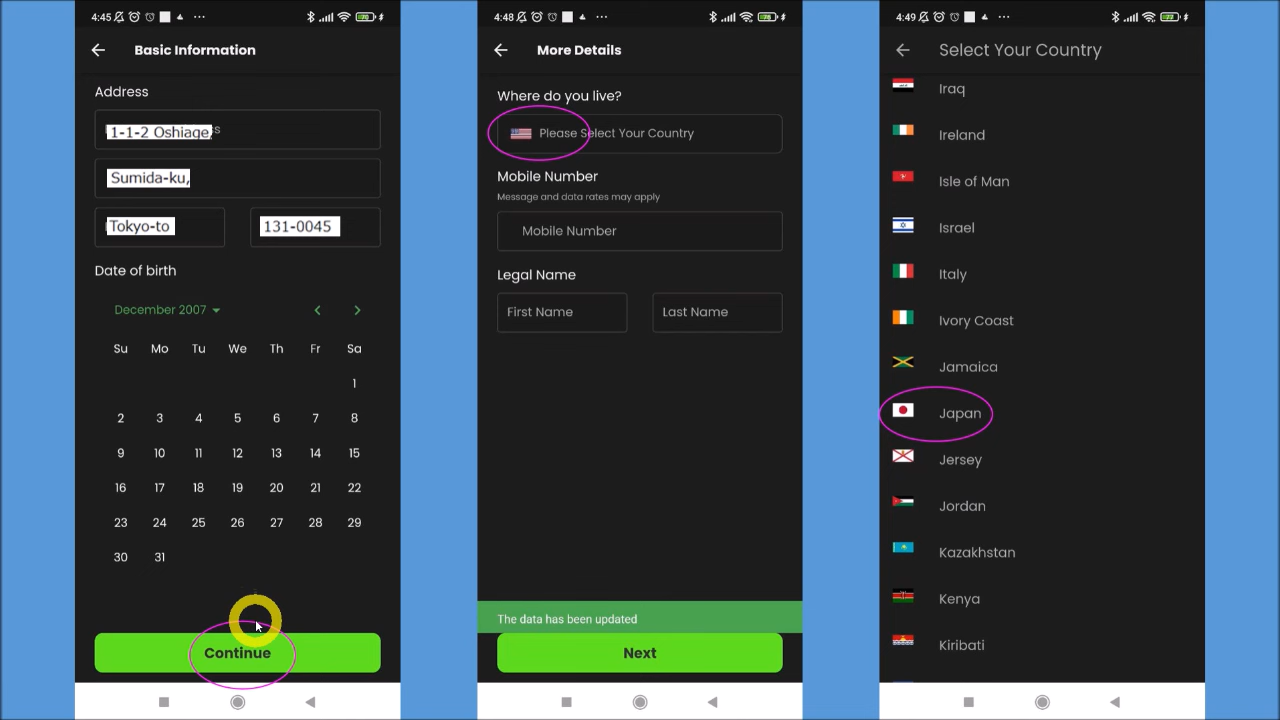 4:45
70
Basic Information
Address
1-1-2 Oshiage
Sumida-ku,
Tokyo-to
131-0045
Date of birth
December 2007
Su Mo Tu We Th Fr Sa
1
2 3 4 5 6 7 8
9 10 11 12 13 14 15
16 17 18 19 20 21 22
23 24 25 26 27 28 29
30 31
Continue
4:48
More Details
Where do you live?
Please Select Your Country
Mobile Number
Message and data rates may apply
Mobile Number
Legal Name
First Name
Last Name
The data has been updated
Next
4:49
77
Select Your Country
Iraq
Ireland
Isle of Man
Israel
Italy
Ivory Coast
Jamaica
Japan
Jersey
Jordan
Kazakhstan
Kenya
Kiribati